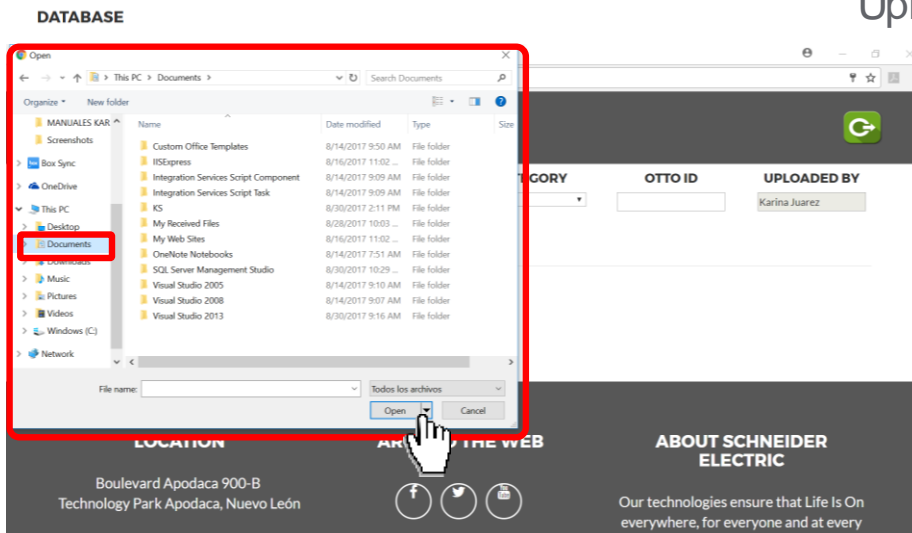 Upl
DATABASE
Open
This PC > Documents >
Search Documents
Organize
New folder
Name
Date modified
Type
Size
MANUALES KAR
Screenshots
Box Sync
OneDrive
This PC
Desktop
Documents
Downloads
Music
Pictures
Videos
Windows (C:)
Network
Custom Office Templates 8/14/2017 9:50 AM File folder
IISExpress 8/16/2017 11:02 ... File folder
Integration Services Script Component 8/14/2017 9:09 AM File folder
Integration Services Script Task 8/14/2017 9:09 AM File folder
KS 8/30/2017 2:11 PM File folder
My Received Files 8/28/2017 10:03 ... File folder
My Web Sites 8/16/2017 11:02 ... File folder
OneNote Notebooks 8/14/2017 7:51 AM File folder
SQL Server Management Studio 8/30/2017 10:29 ... File folder
Visual Studio 2005 8/14/2017 9:10 AM File folder
Visual Studio 2008 8/14/2017 9:07 AM File folder
Visual Studio 2013 8/30/2017 9:16 AM File folder
File name:
Todos los archivos
Open
Cancel
EGORY
OTTO ID
UPLOADED BY
Karina Juarez
LOCATION
Boulevard Apodaca 900-B
Technology Park Apodaca, Nuevo León
THE WEB
ABOUT SCHNEIDER
ELECTRIC
Our technologies ensure that Life Is On
everywhere, for everyone and at every